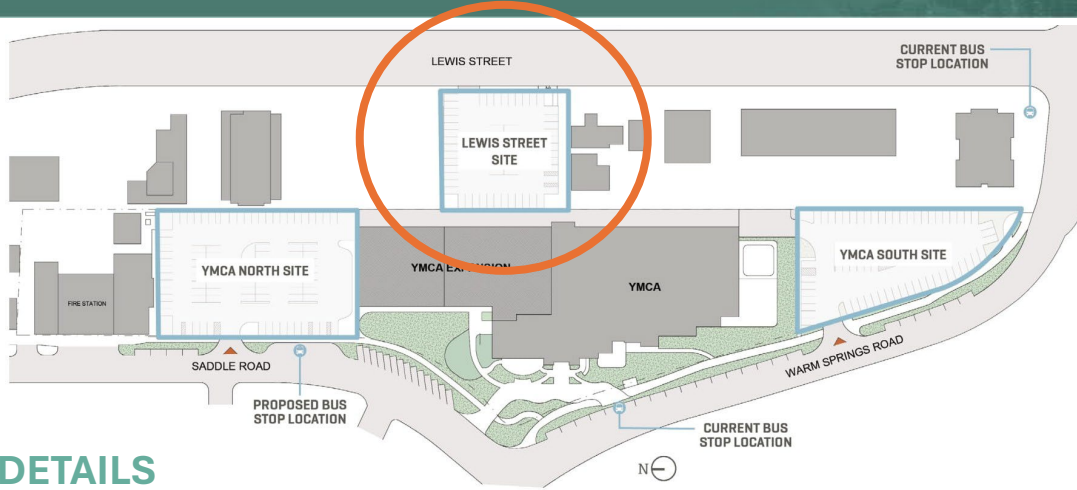 LEWIS STREET
CURRENT BUS
STOP LOCATION
LEWIS STREET
SITE
YMCA NORTH SITE
YMCA EXPANSION
YMCA
YMCA SOUTH SITE
FIRE STATION
SADDLE ROAD
WARM SPRINGS ROAD
PROPOSED BUS
STOP LOCATION
CURRENT BUS
STOP LOCATION
N
DETAILS